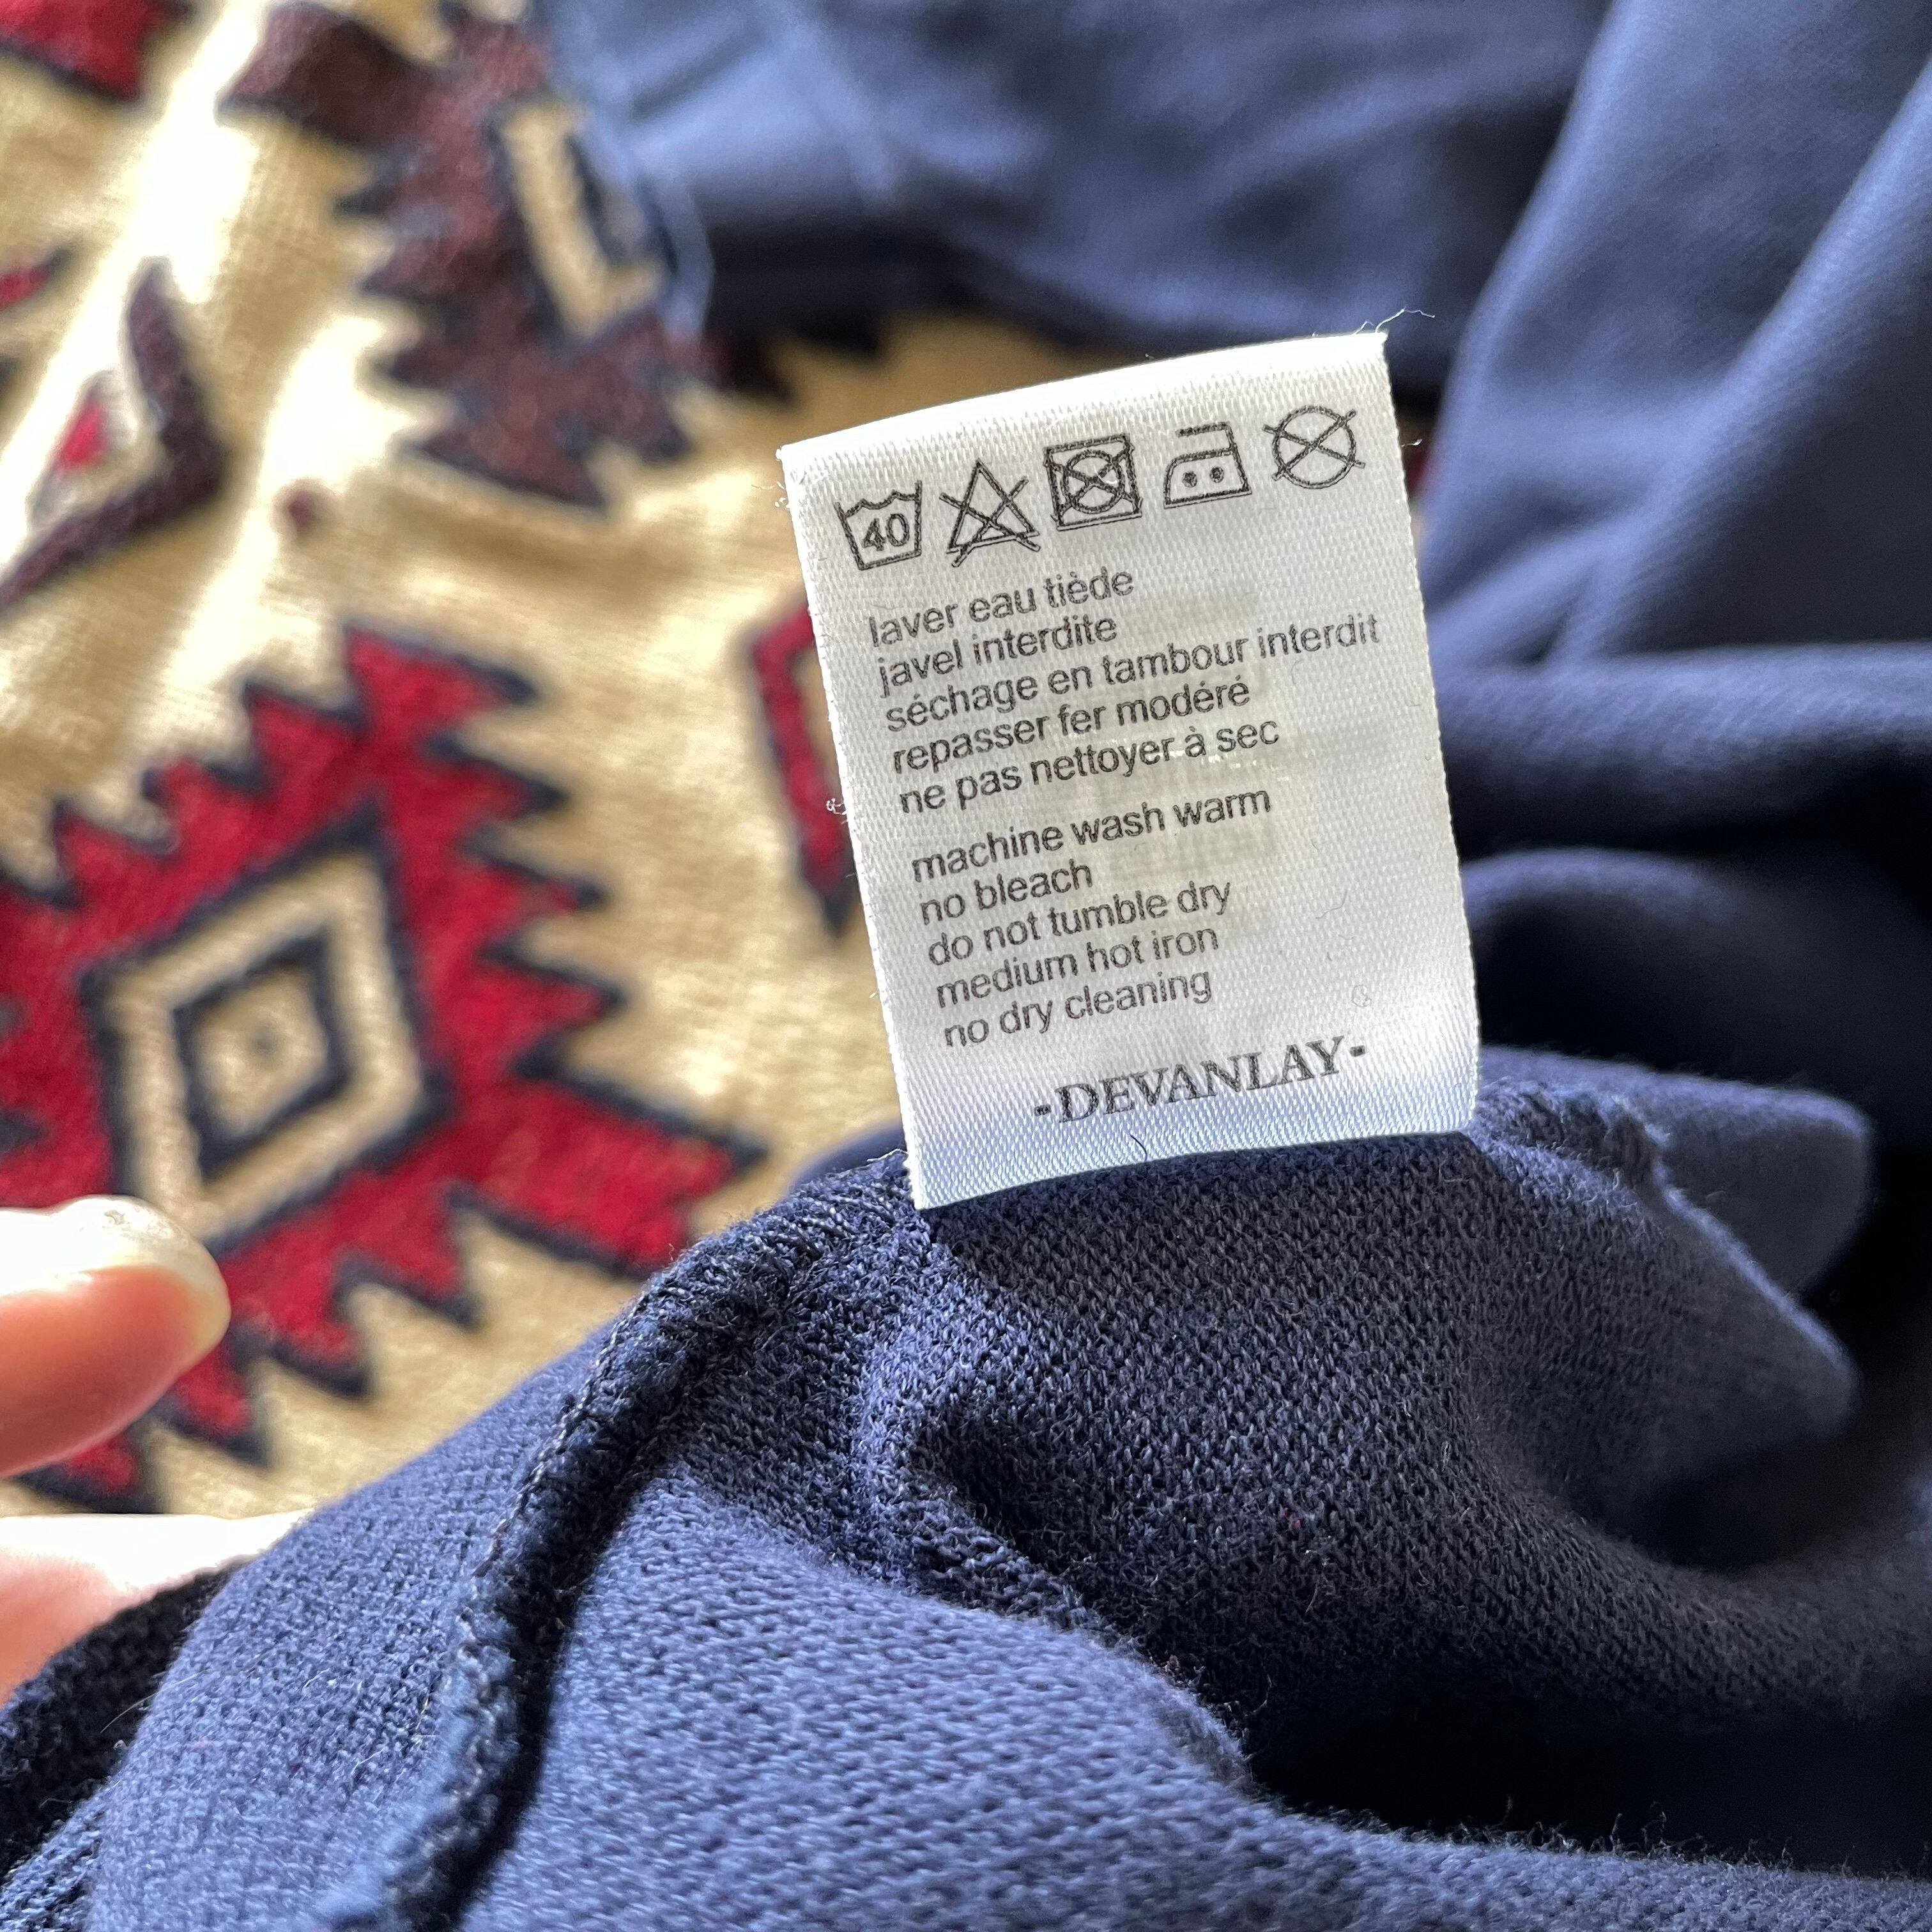 40
laver eau tiède
javel interdite
séchage en tambour interdit
repasser fer modéré
ne pas nettoyer à sec
machine wash warm
no bleach
do not tumble dry
medium hot iron
no dry cleaning
-DEVANLAY-